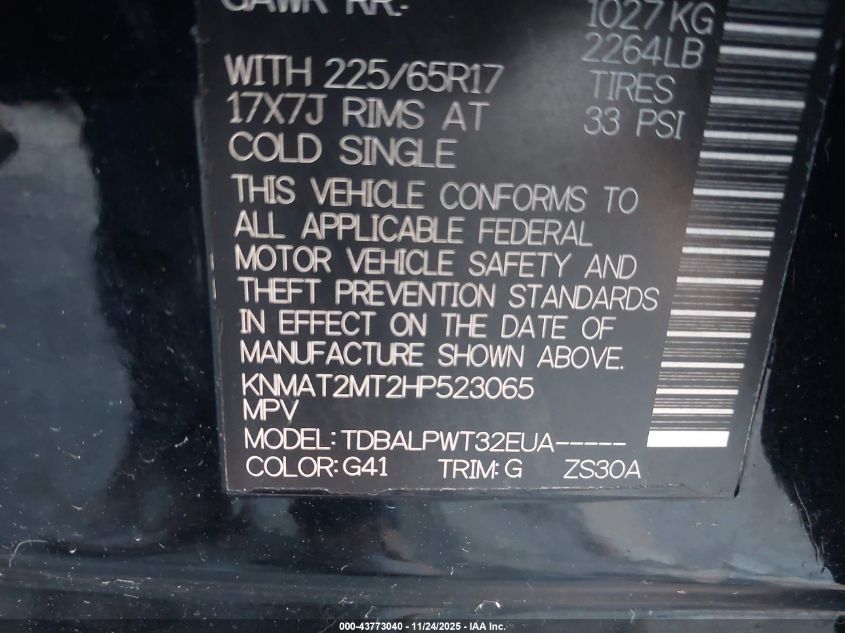 GAWR RR:
1027KG
2264LB
WITH 225/65R17 TIRES
17X7J RIMS AT 33 PSI
COLD SINGLE
THIS VEHICLE CONFORMS TO
ALL APPLICABLE FEDERAL
MOTOR VEHICLE SAFETY AND
THEFT PREVENTION STANDARDS
IN EFFECT ON THE DATE OF
MANUFACTURE SHOWN ABOVE.
KNMAT2MT2HP523065
MPV
MODEL: TDBALPWT32EUA-----
COLOR: G41 TRIM: G ZS30A
000-43773040 - 11/24/2025 - IAA Inc.